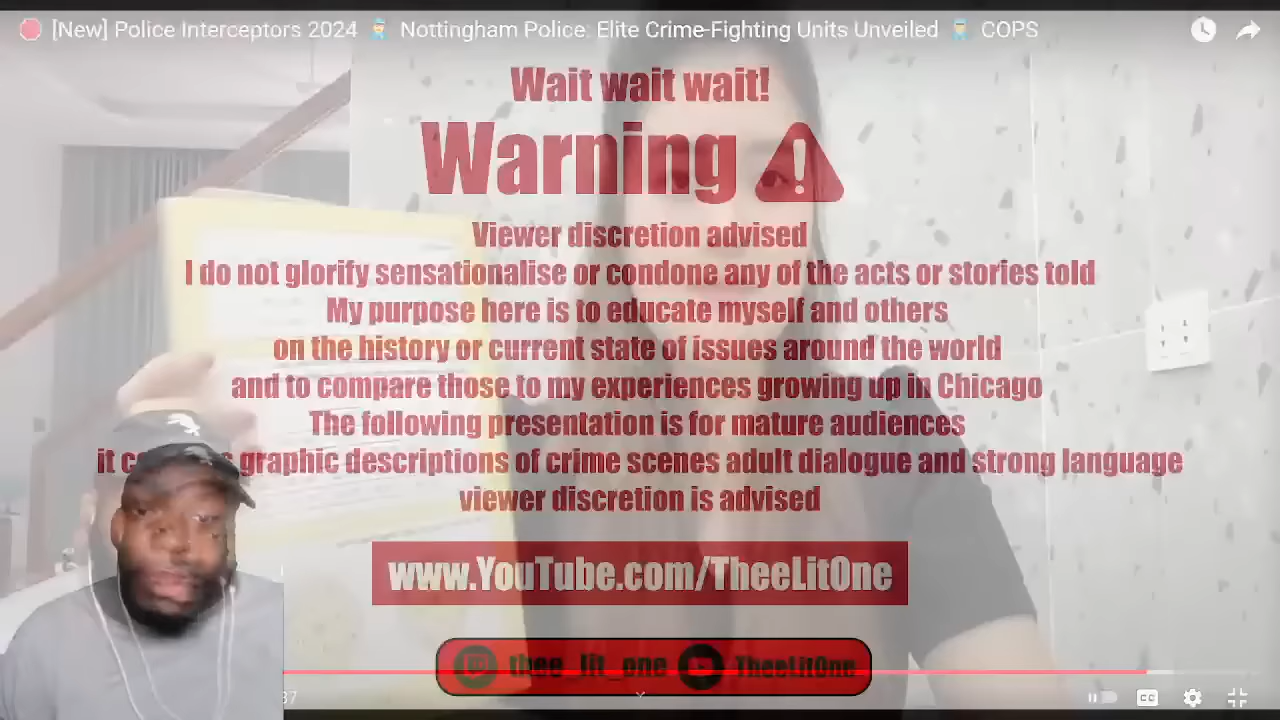 [New] Police Interceptors 2024 Nottingham Police: Elite Crime-Fighting Units Unveiled COPS
Wait wait wait!
Warning
Viewer discretion advised
I do not glorify sensationalise or condone any of the acts or stories told
My purpose here is to educate myself and others
on the history or current state of issues around the world
and to compare those to my experiences growing up in Chicago
The following presentation is for mature audiences
it graphic descriptions of crime scenes adult dialogue and strong language
viewer discretion is advised
www.YouTube.com/TheeLitOne
thee_lit_one TheeLitOne
37
CC